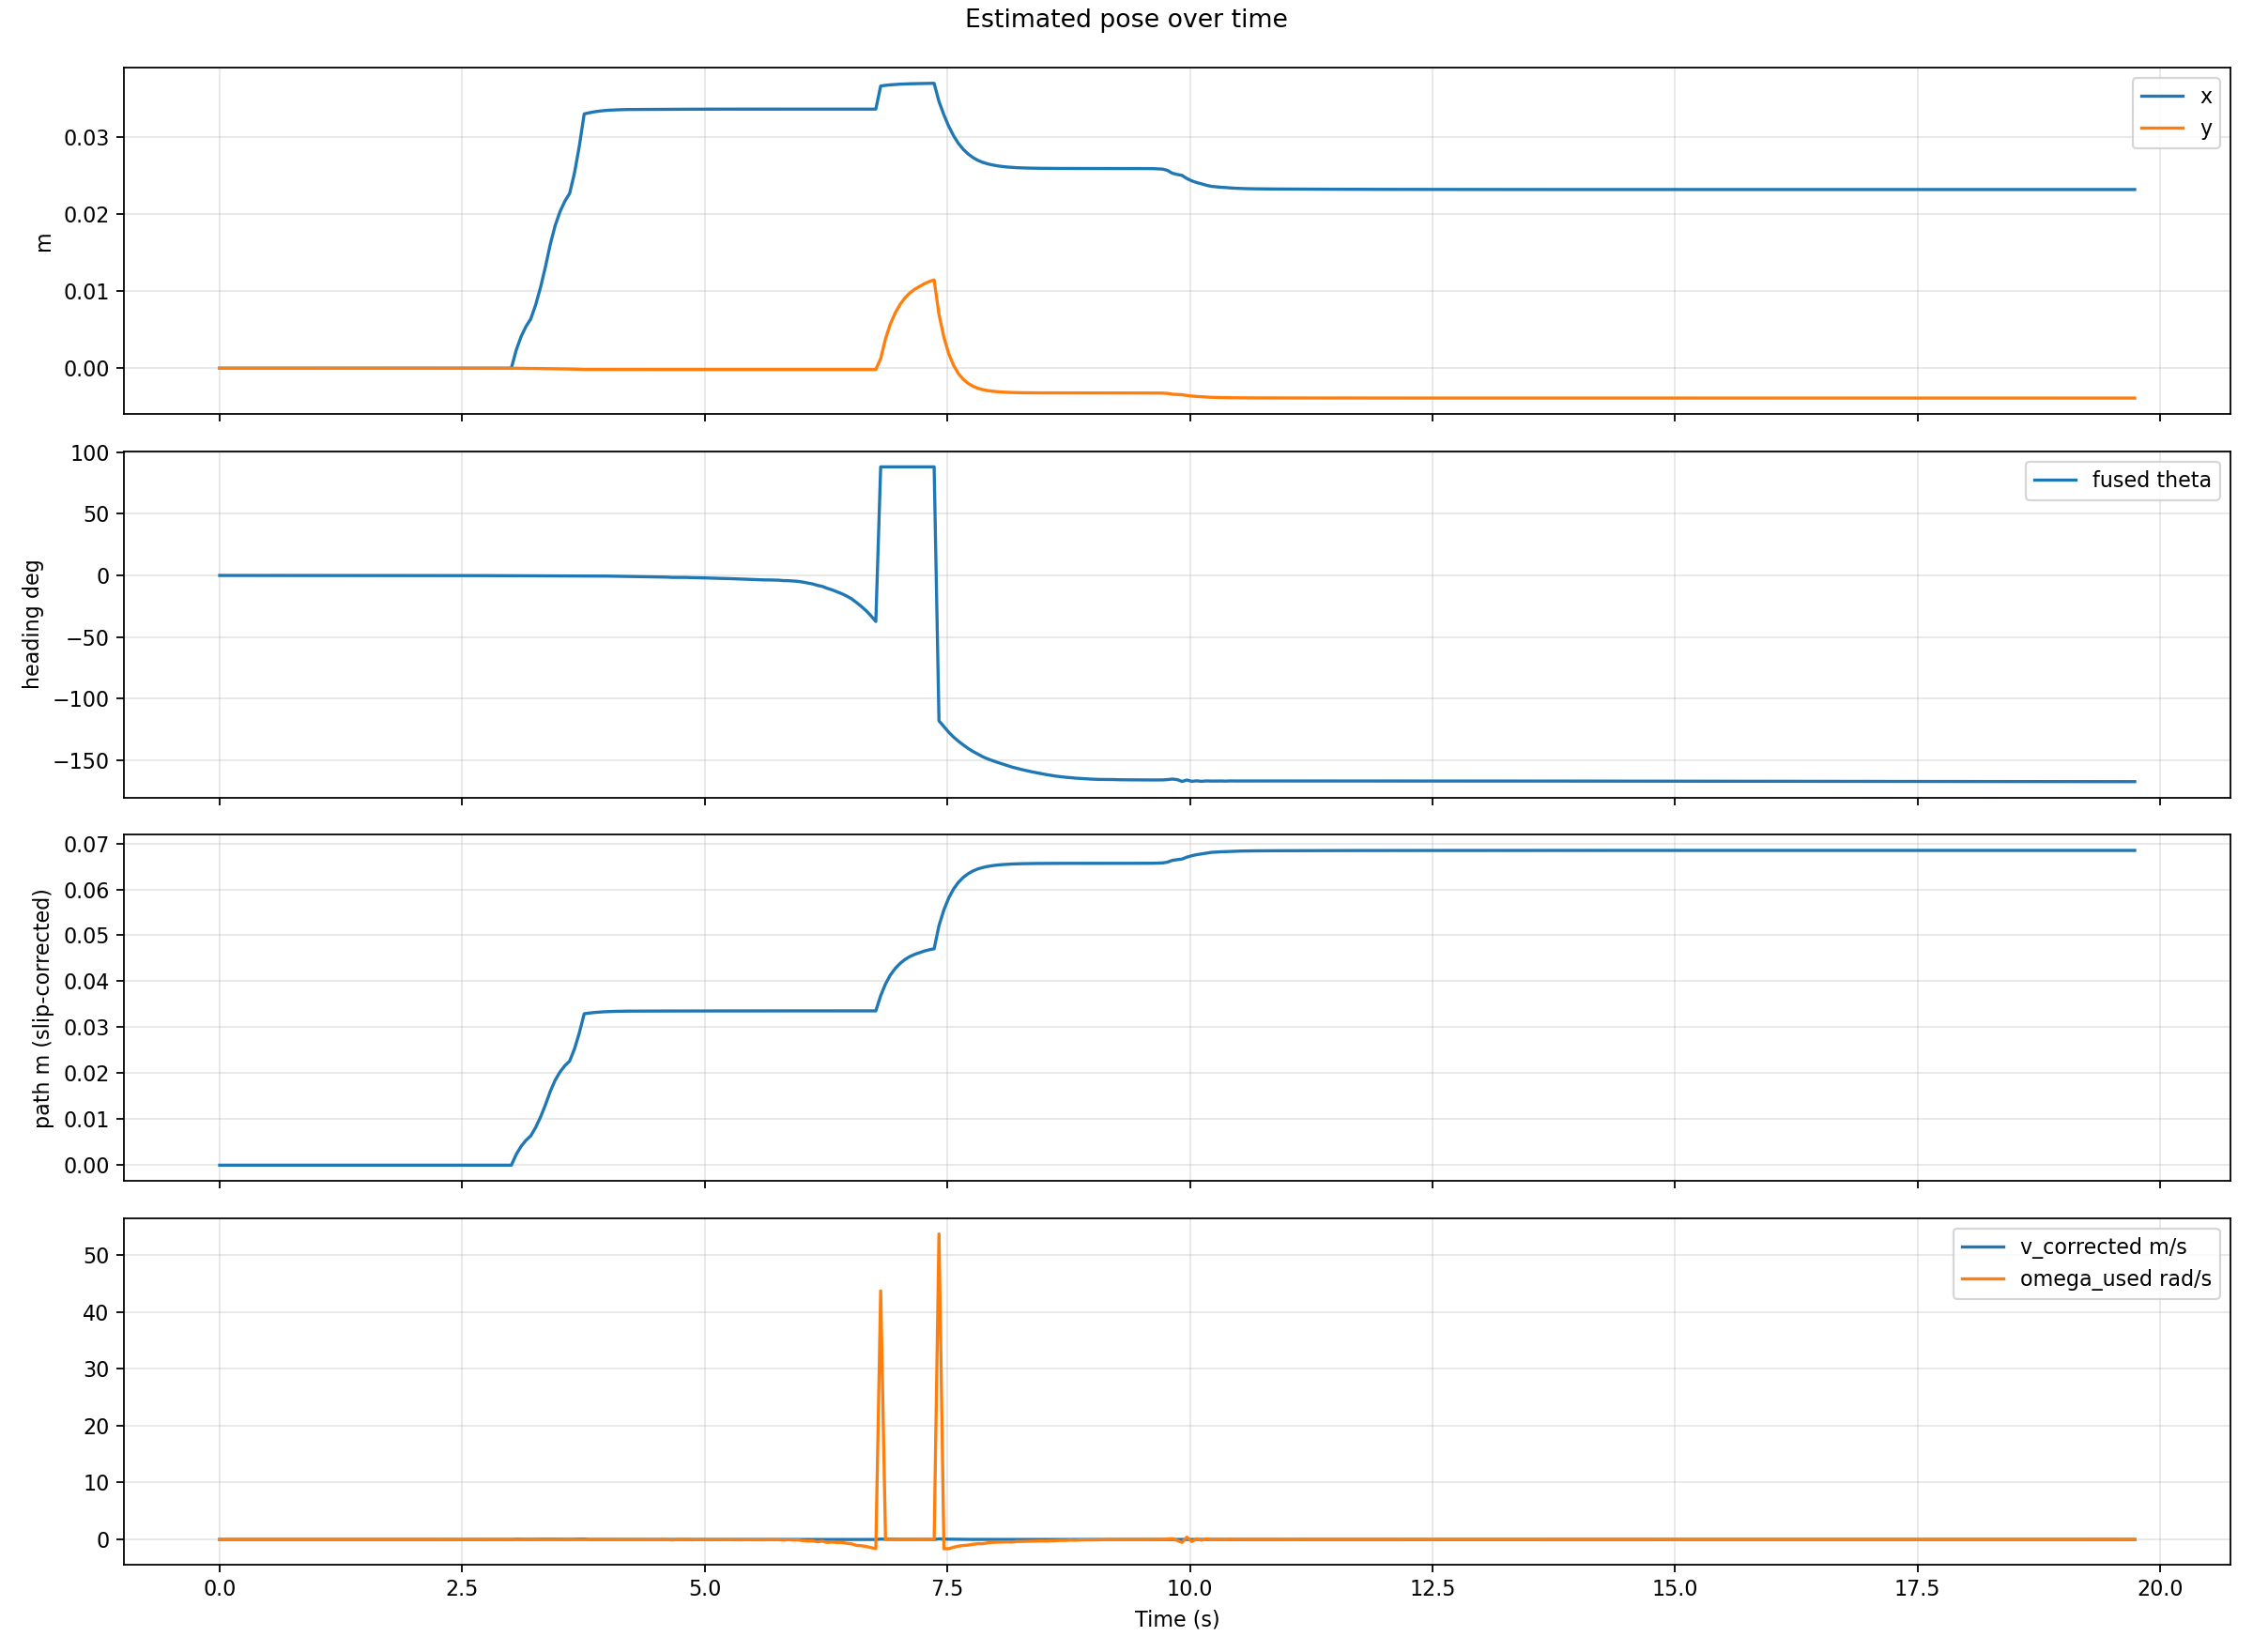 Estimated pose over time
0.03
0.02
0.01
0.00
m
x
y
100
50
0
−50
−100
−150
heading deg
fused theta
0.07
0.06
0.05
0.04
0.03
0.02
0.01
0.00
path m (slip-corrected)
50
40
30
20
10
0
v_corrected m/s
omega_used rad/s
0.0 2.5 5.0 7.5 10.0 12.5 15.0 17.5 20.0
Time (s)